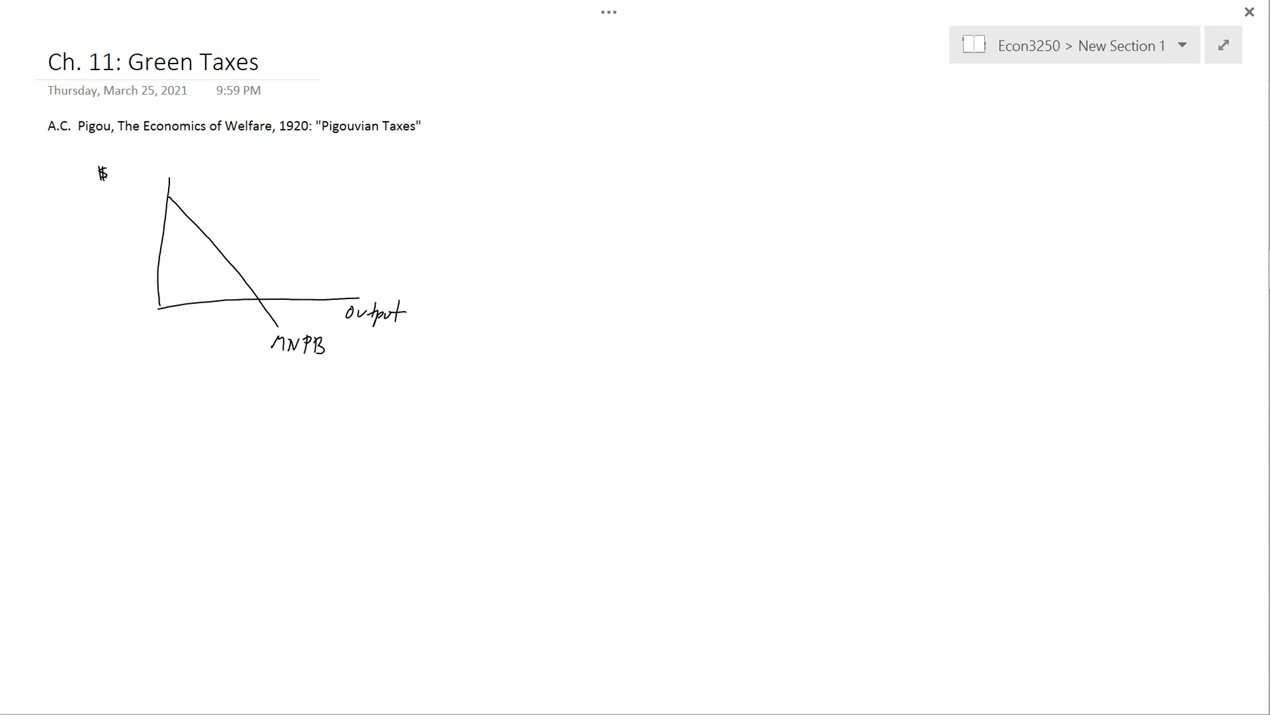 Econ3250 > New Section 1
Ch. 11: Green Taxes
Thursday, March 25, 2021 9:59 PM
A.C. Pigou, The Economics of Welfare, 1920: "Pigouvian Taxes"
$
Output
MNPB